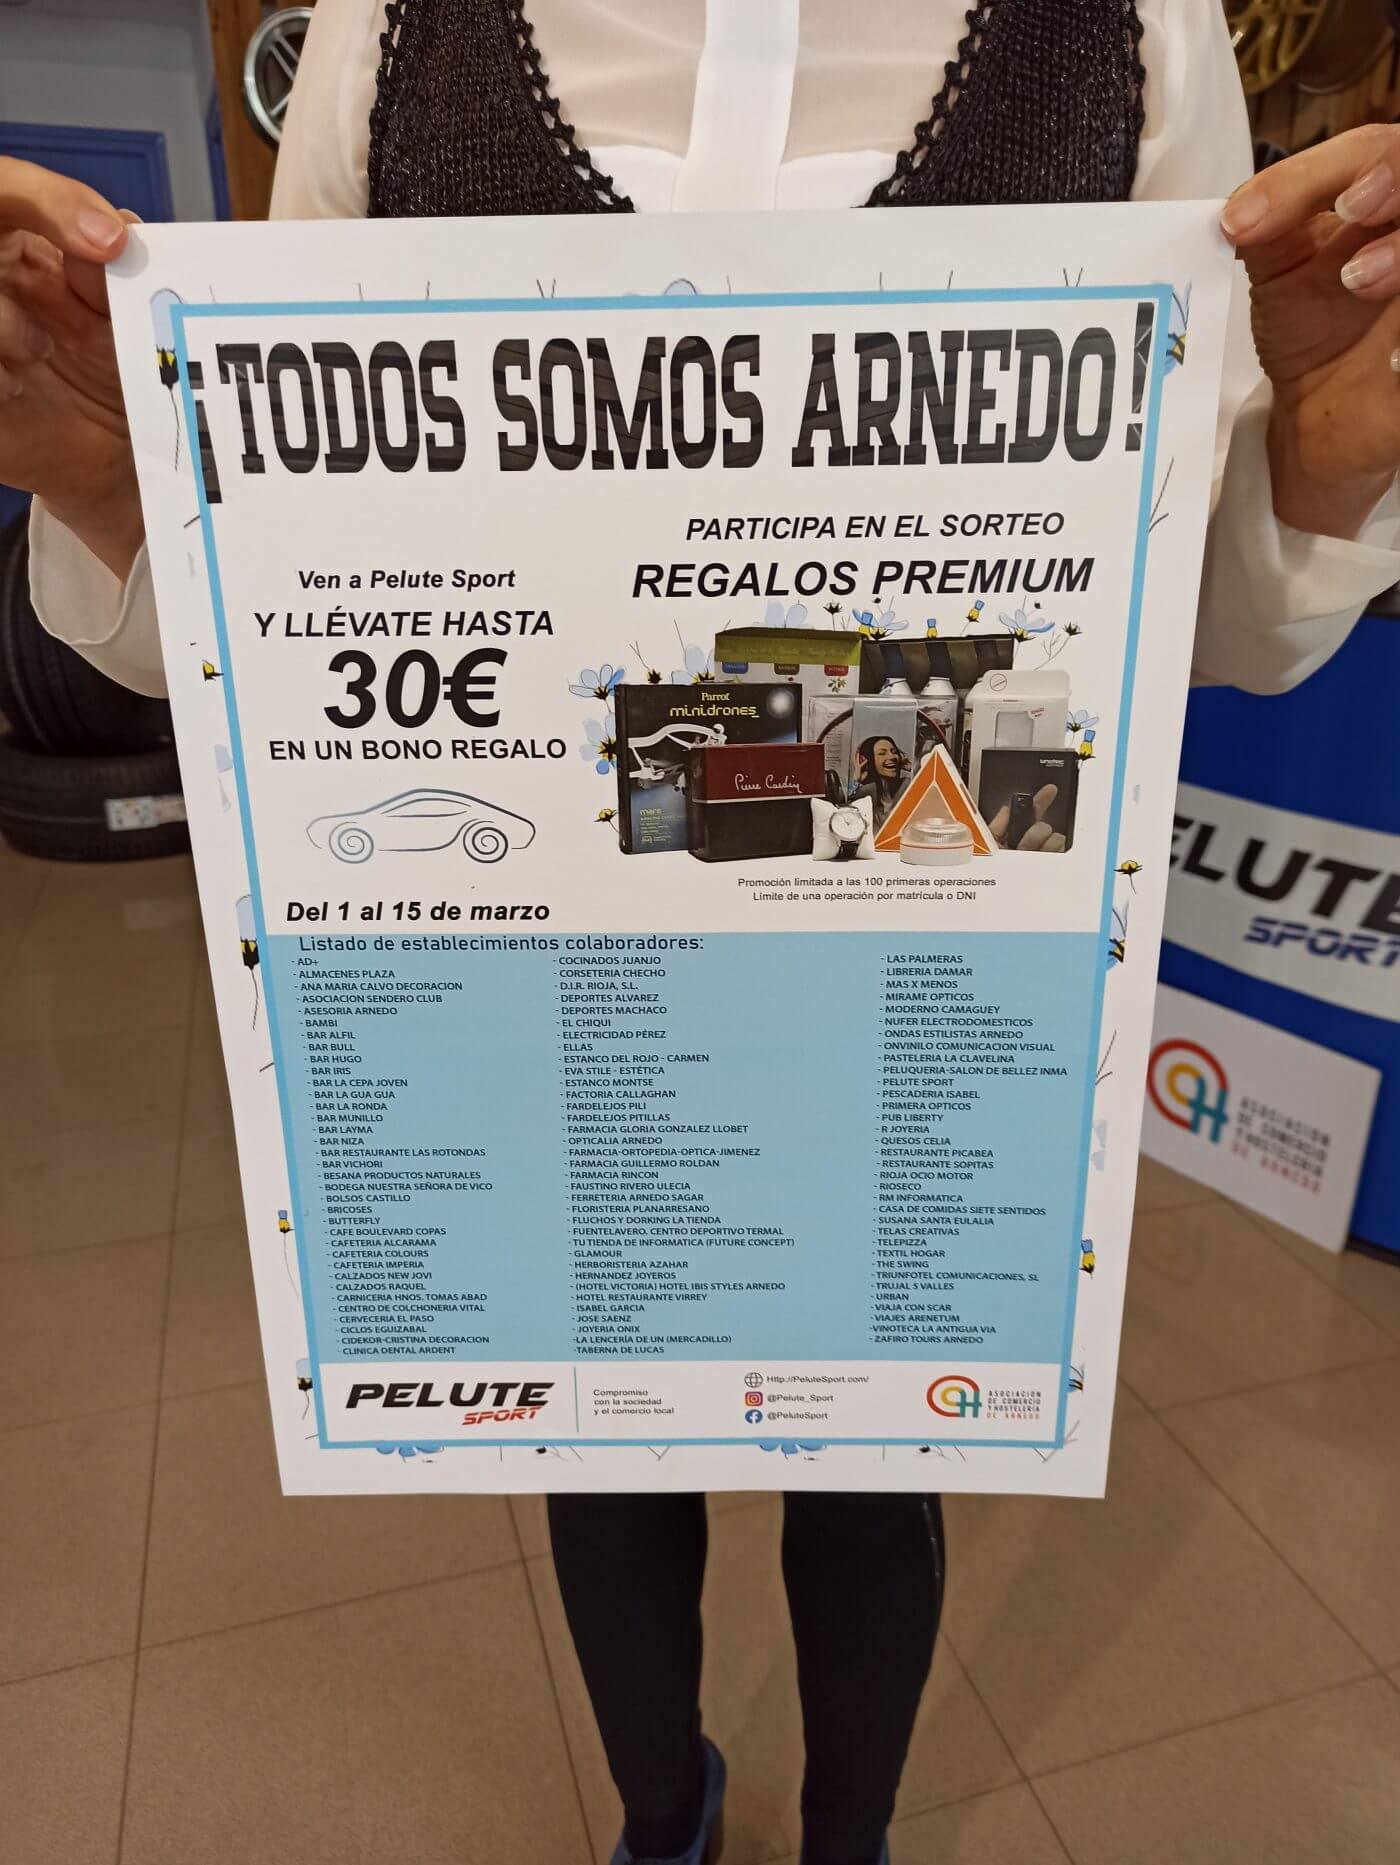 ¡TODOS SOMOS ARNEDO!
Ven a Pelute Sport
Y LLÉVATE HASTA
30€
EN UN BONO REGALO
Del 1 al 15 de marzo
PARTICIPA EN EL SORTEO
REGALOS PREMIUM
Parrot
minidrones
Pierre Cardin
Promoción limitada a las 100 primeras operaciones
Límite de una operación por matrícula o DNI
Listado de establecimientos colaboradores:
- AD+
- ALMACENES PLAZA
- ANA MARIA CALVO DECORACION
- ASOCIACION SENDERO CLUB
- ASESORIA ARNEDO
- BAMBI
- BAR ALFIL
- BAR BULL
- BAR HUGO
- BAR IRIS
- BAR LA CEPA JOVEN
- BAR LA GUA GUA
- BAR LA RONDA
- BAR MUNILLO
- BAR LAYMA
- BAR NIZA
- BAR RESTAURANTE LAS ROTONDAS
- BAR VICHORI
- BESANA PRODUCTOS NATURALES
- BODEGA NUESTRA SEÑORA DE VICO
- BOLSOS CASTILLO
- BRICOSES
- BUTTERFLY
- CAFE BOULEVARD COPAS
- CAFETERIA ALCARAMA
- CAFETERIA COLOURS
- CAFETERIA IMPERIA
- CALZADOS NEW JOVI
- CALZADOS RAQUEL
- CARNICERIA HNOS. TOMAS ABAD
- CENTRO DE COLCHONERIA VITAL
- CERVECERIA EL PASO
- CICLOS EGUIZABAL
- CIDEKOR-CRISTINA DECORACION
- CLINICA DENTAL ARDENT
- COCINADOS JUANJO
- CORSETERIA CHECHO
- D.I.R. RIOJA, S.L.
- DEPORTES ALVAREZ
- DEPORTES MACHACO
- EL CHIQUI
- ELECTRICIDAD PÉREZ
- ELLAS
- ESTANCO DEL ROJO - CARMEN
- EVA STILE - ESTÉTICA
- ESTANCO MONTSE
- FACTORIA CALLAGHAN
- FARDELEJOS PILI
- FARDELEJOS PITILLAS
- FARMACIA GLORIA GONZALEZ LLOBET
- OPTICALIA ARNEDO
- FARMACIA-ORTOPEDIA-OPTICA-JIMENEZ
- FARMACIA GUILLERMO ROLDAN
- FARMACIA RINCON
- FAUSTINO RIVERO ULECIA
- FERRETERIA ARNEDO SAGAR
- FLORISTERIA PLANARRESANO
- FLUCHOS Y DORKING LA TIENDA
- FUENTELAVERO. CENTRO DEPORTIVO TERMAL
- TU TIENDA DE INFORMATICA (FUTURE CONCEPT)
- GLAMOUR
- HERBORISTERIA AZAHAR
- HERNANDEZ JOYEROS
- (HOTEL VICTORIA) HOTEL IBIS STYLES ARNEDO
- HOTEL RESTAURANTE VIRREY
- ISABEL GARCIA
- JOSE SAENZ
- JOYERIA ONIX
-LA LENCERÍA DE UN (MERCADILLO)
-TABERNA DE LUCAS
- LAS PALMERAS
- LIBRERIA DAMAR
- MAS X MENOS
- MIRAME OPTICOS
- MODERNO CAMAGUEY
- NUFER ELECTRODOMESTICOS
- ONDAS ESTILISTAS ARNEDO
- ONVINILO COMUNICACION VISUAL
- PASTELERIA LA CLAVELINA
- PELUQUERIA-SALON DE BELLEZ INMA
- PELUTE SPORT
- PESCADERIA ISABEL
- PRIMERA OPTICOS
- PUB LIBERTY
- R JOYERIA
- QUESOS CELIA
- RESTAURANTE PICABEA
- RESTAURANTE SOPITAS
- RIOJA OCIO MOTOR
- RIOSECO
- RM INFORMATICA
- CASA DE COMIDAS SIETE SENTIDOS
- SUSANA SANTA EULALIA
- TELAS CREATIVAS
- TELEPIZZA
- TEXTIL HOGAR
- THE SWING
- TRIUNFOTEL COMUNICACIONES, SL
- TRUJAL 5 VALLES
- URBAN
- VIAJA CON SCAR
- VIAJES ARENETUM
-VINOTECA LA ANTIGUA VIA
- ZAFIRO TOURS ARNEDO
PELUTE
SPORT
Compromiso
con la sociedad
y el comercio local
Http://PeluteSport.com/
@Pelute_Sport
@PeluteSport
ASOCIACION
DE COMERCIO
Y HOSTELERIA
DE ARNEDO
ELUTE
SPORT
ASOCIACION
DE COMERCIO
Y HOSTELERIA
DE ARNEDO